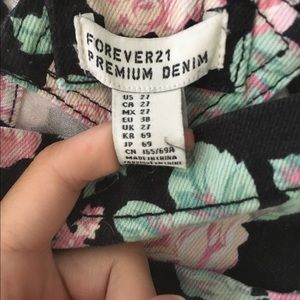 FOREVER21
PREMIUM DENIM
US 27
CA 27
MX 27
EU 38
UK 27
KR 69
JP 69
CN 165/69A
MADE IN CHINA